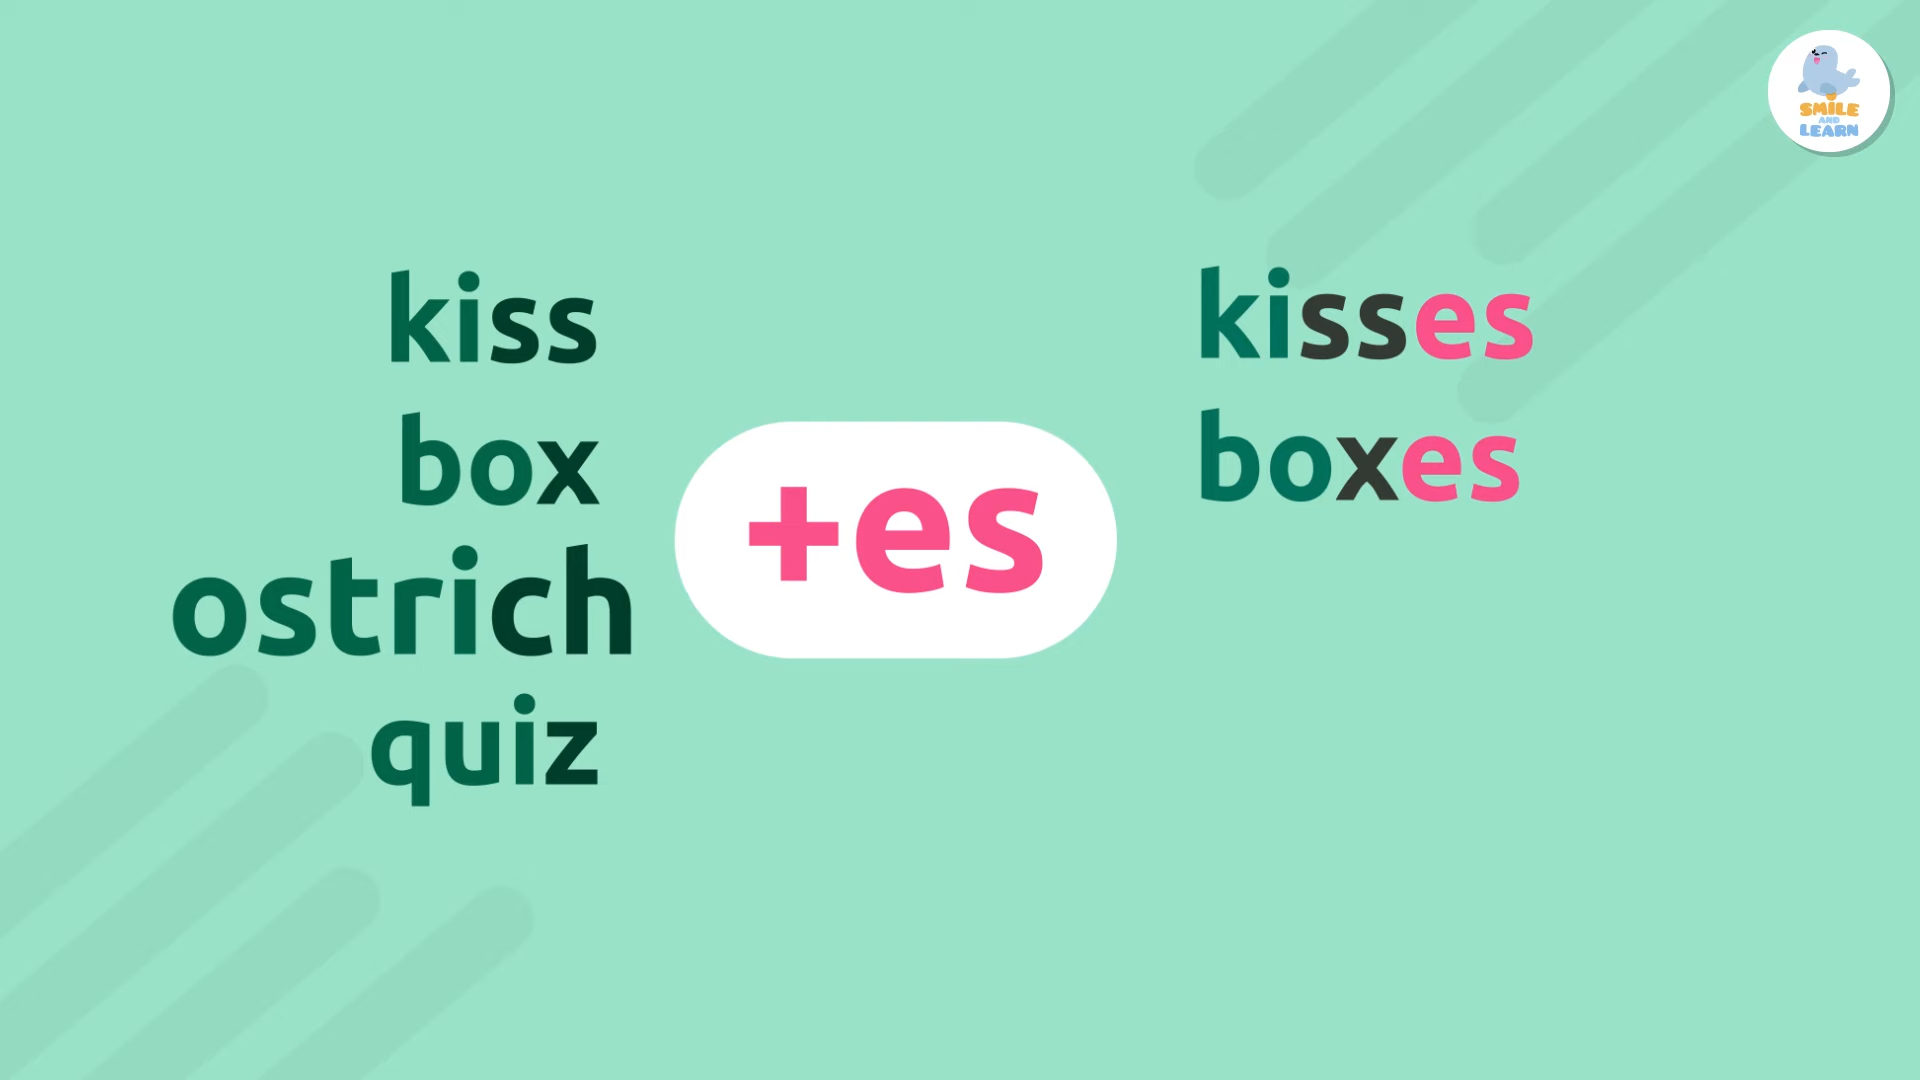 SMILE
AND
LEARN
kiss
box
ostrich
quiz
+es
kisses
boxes